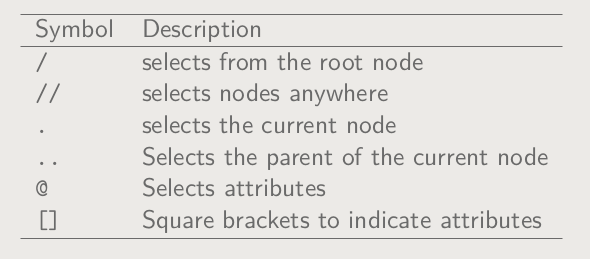 Symbol Description
/ selects from the root node
// selects nodes anywhere
. selects the current node
.. Selects the parent of the current node
@ Selects attributes
[] Square brackets to indicate attributes